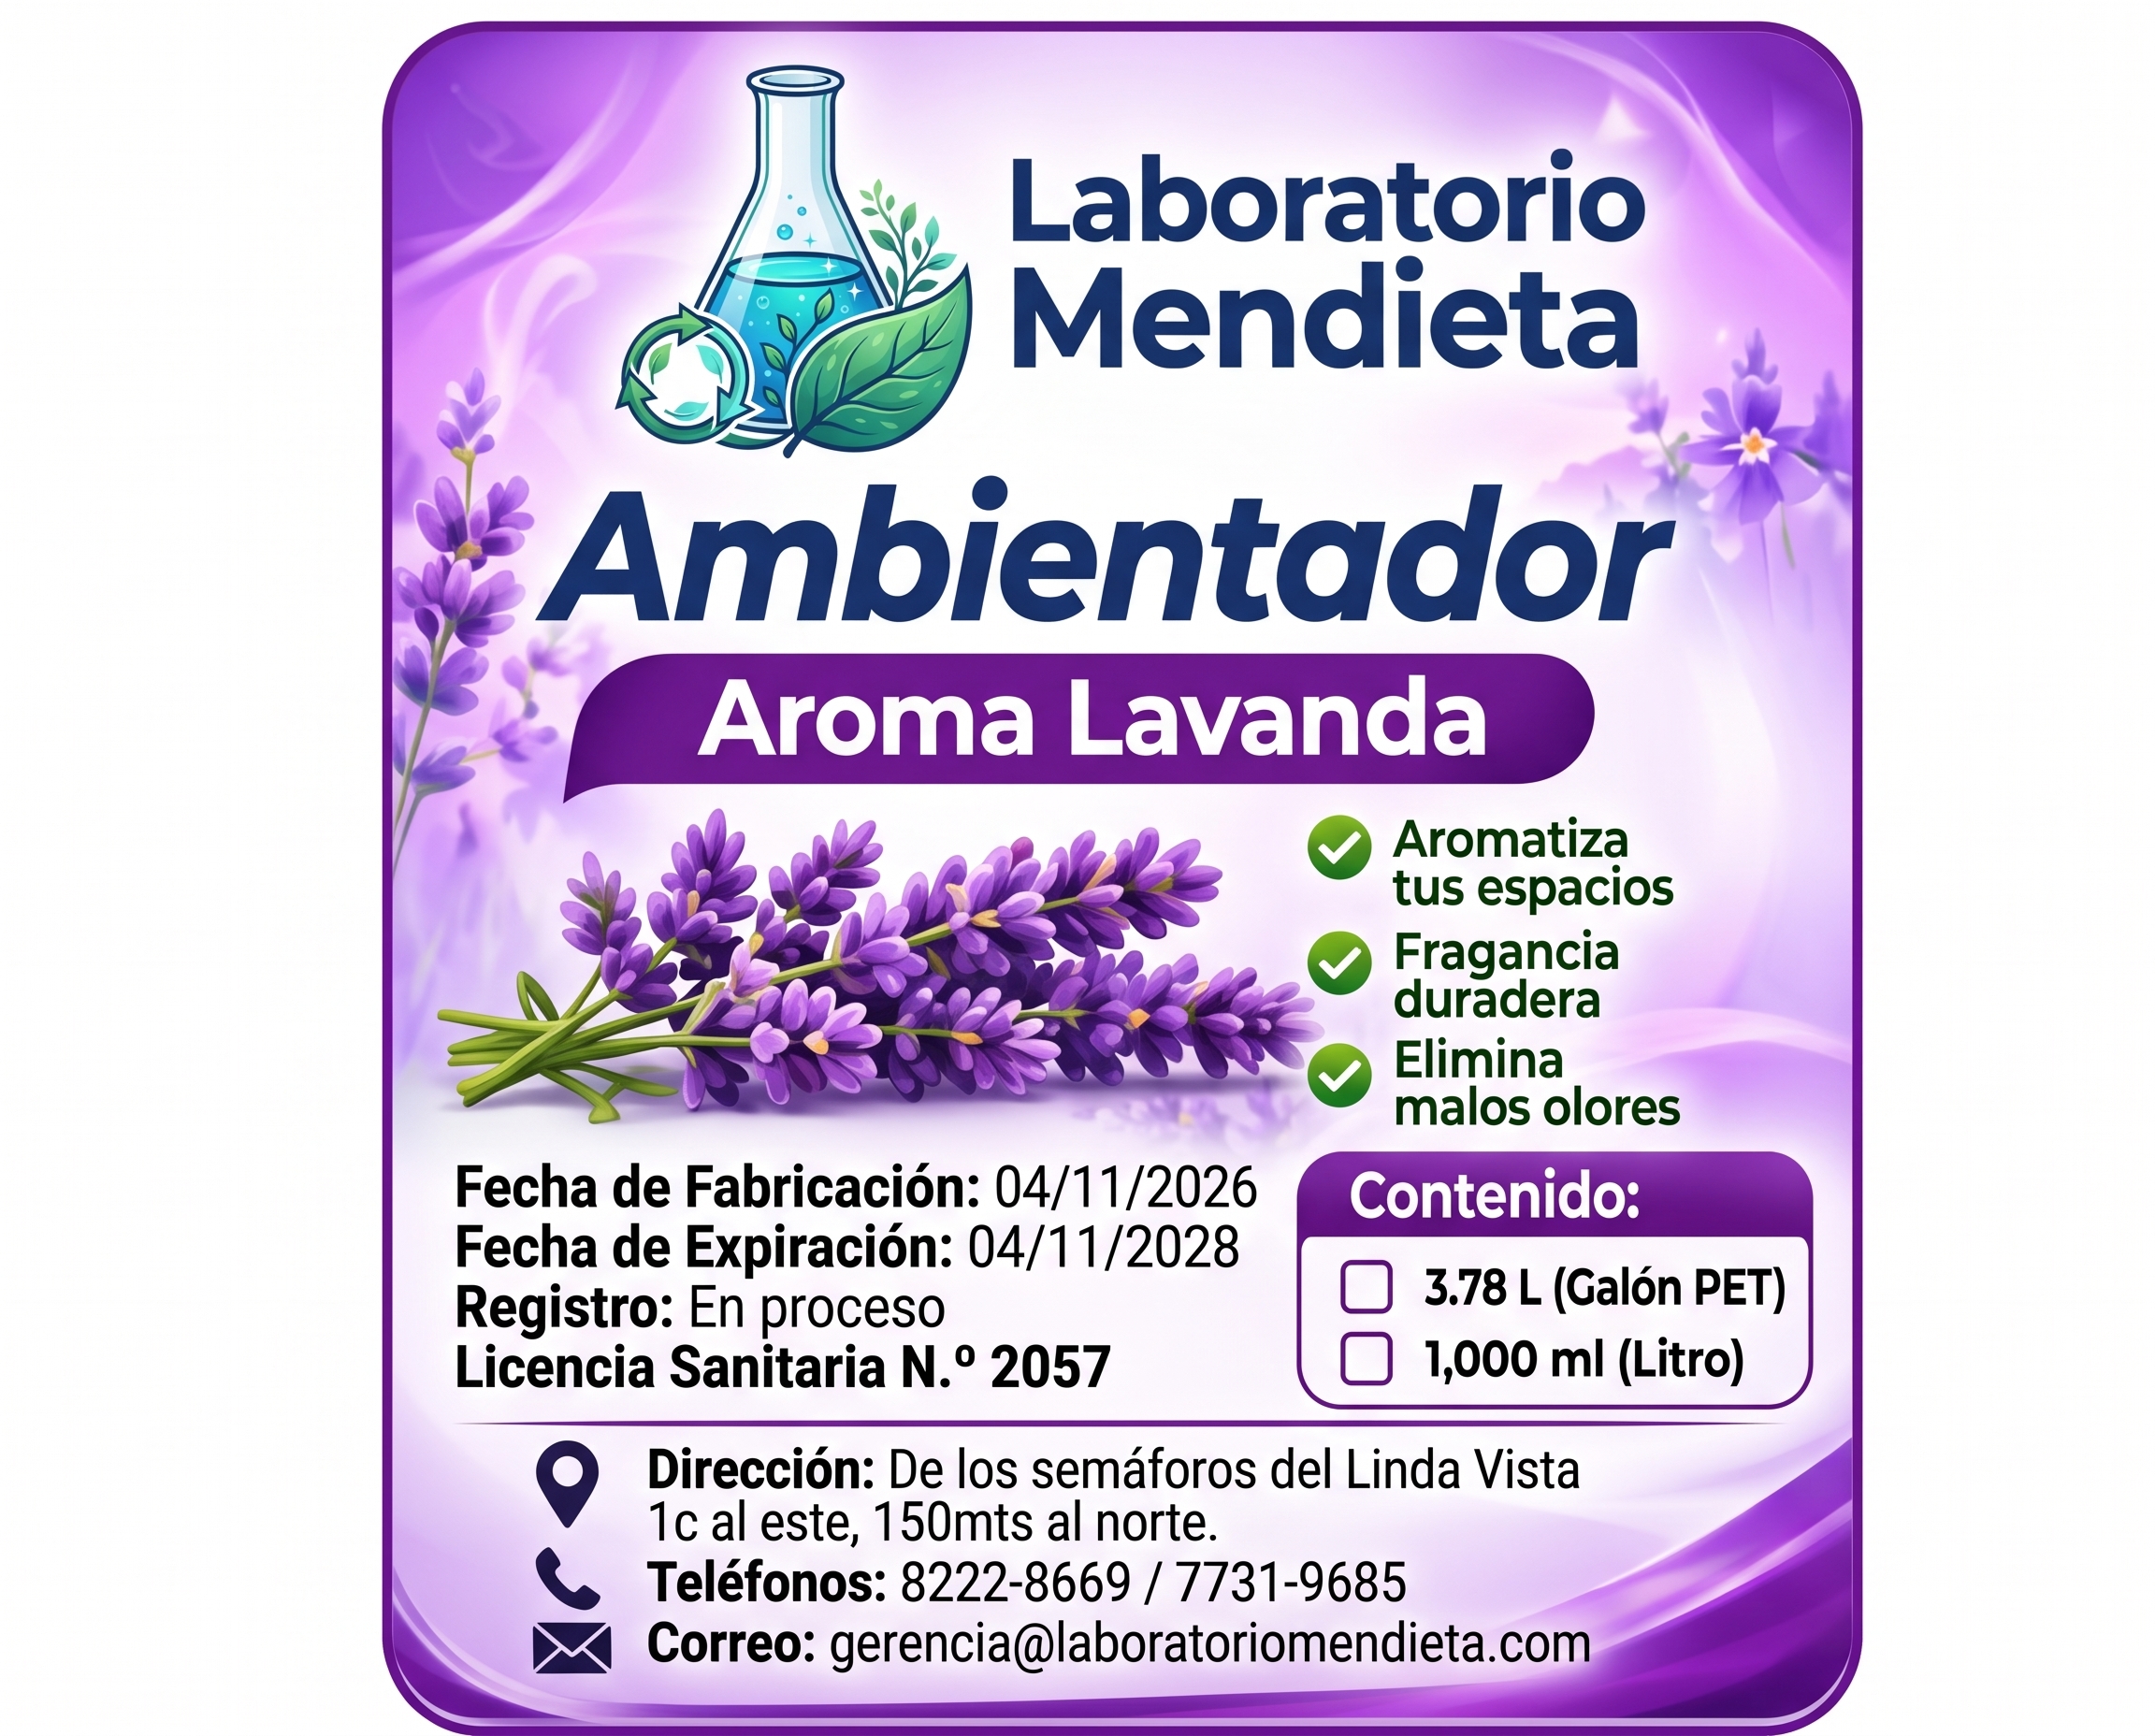 Laboratorio
Mendieta
Ambientador
Aroma Lavanda
Aromatiza
tus espacios
Fragancia
duradera
Elimina
malos olores
Fecha de Fabricación: 04/11/2026
Fecha de Expiración: 04/11/2028
Registro: En proceso
Licencia Sanitaria N.º 2057
Contenido:
3.78 L (Galón PET)
1,000 ml (Litro)
Dirección: De los semáforos del Linda Vista
1c al este, 150mts al norte.
Teléfonos: 8222-8669 / 7731-9685
Correo: gerencia@laboratoriomendieta.com